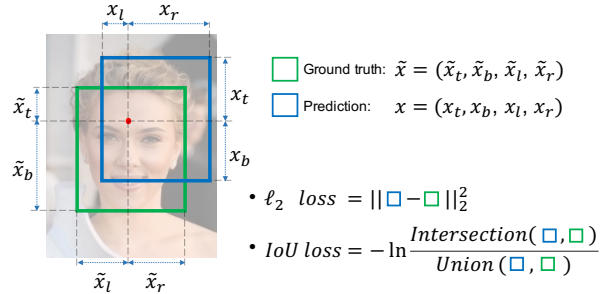 x_l x_r
Ground truth: x̃ = (x̃_t, x̃_b, x̃_l, x̃_r)
Prediction: x = (x_t, x_b, x_l, x_r)
x̃_t x_t
x̃_b x_b
x̃_l x̃_r
• ℓ_2 loss = || □ − □ ||_2^2
• IoU loss = − ln Intersection( □ , □ ) / Union ( □ , □ )